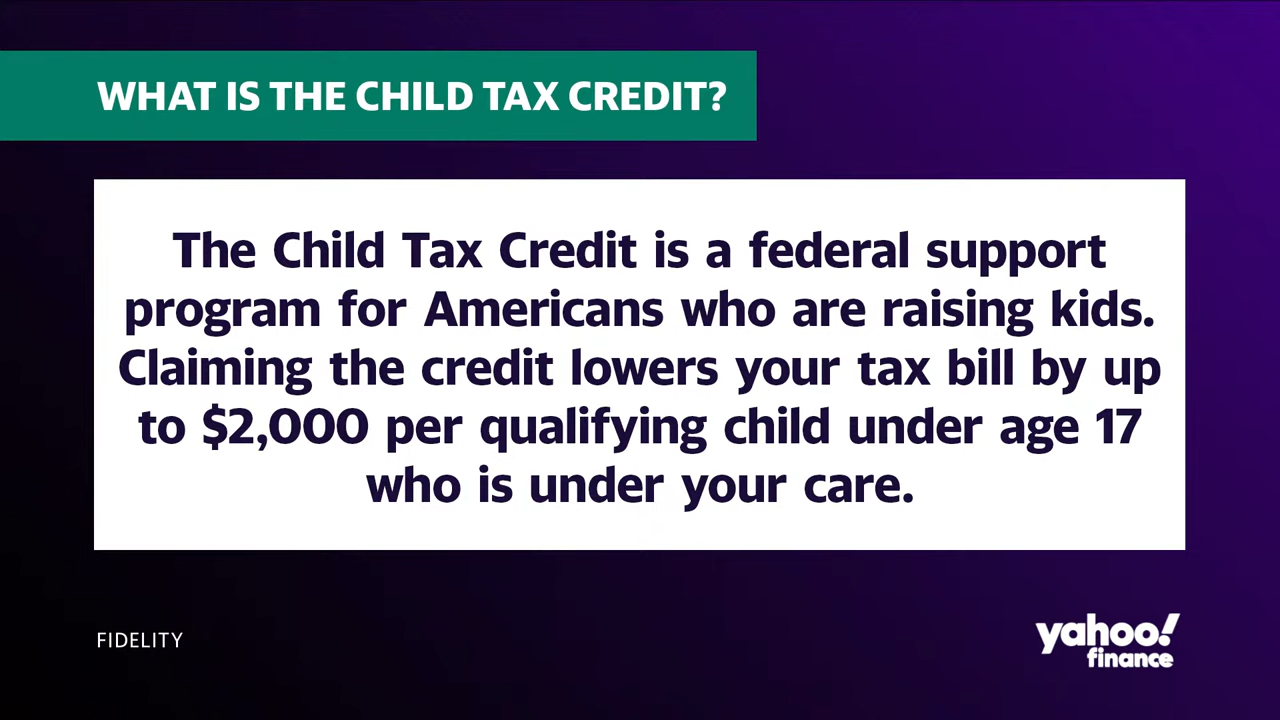 WHAT IS THE CHILD TAX CREDIT?
The Child Tax Credit is a federal support
program for Americans who are raising kids.
Claiming the credit lowers your tax bill by up
to $2,000 per qualifying child under age 17
who is under your care.
FIDELITY
yahoo!
finance